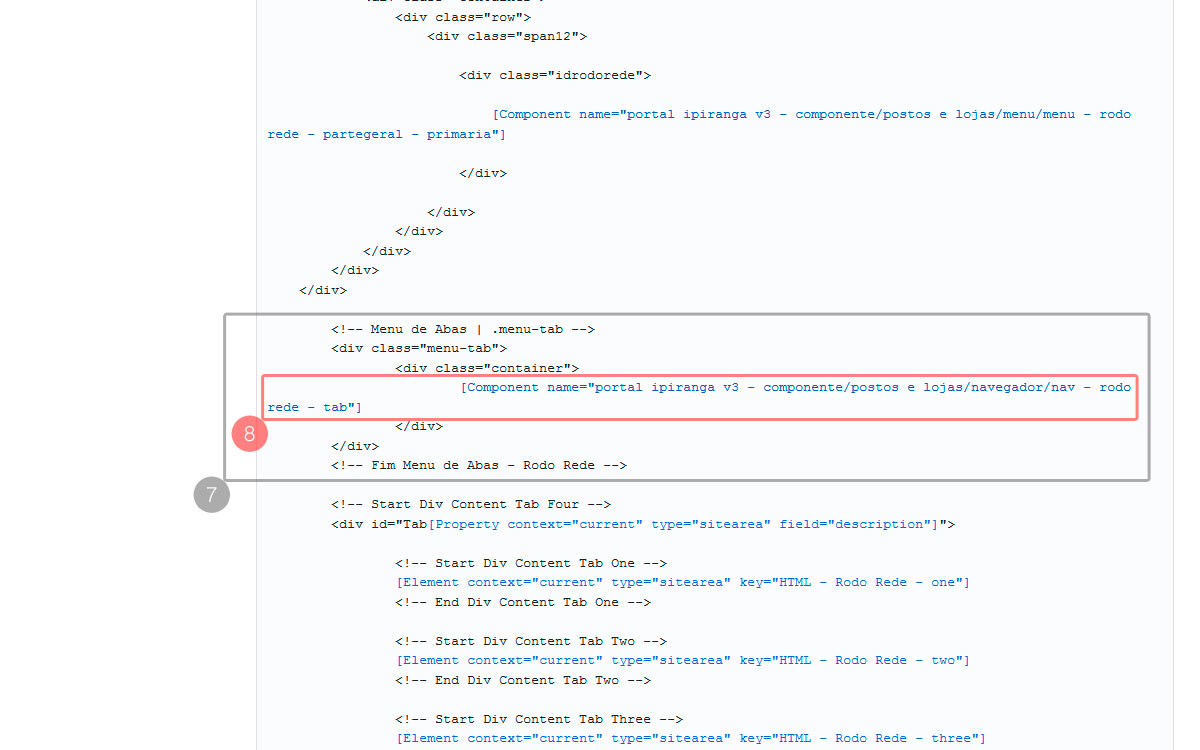 <div class="row">
<div class="span12">
<div class="idrodorede">
[Component name="portal ipiranga v3 - componente/postos e lojas/menu/menu - rodo
rede - partegeral - primaria"]
</div>
</div>
</div>
</div>
</div>
</div>
<!-- Menu de Abas | .menu-tab -->
<div class="menu-tab">
<div class="container">
[Component name="portal ipiranga v3 - componente/postos e lojas/navegador/nav - rodo
rede - tab"]
</div>
8
</div>
<!-- Fim Menu de Abas - Rodo Rede -->
7
<!-- Start Div Content Tab Four -->
<div id="Tab[Property context="current" type="sitearea" field="description"]">
<!-- Start Div Content Tab One -->
[Element context="current" type="sitearea" key="HTML - Rodo Rede - one"]
<!-- End Div Content Tab One -->
<!-- Start Div Content Tab Two -->
[Element context="current" type="sitearea" key="HTML - Rodo Rede - two"]
<!-- End Div Content Tab Two -->
<!-- Start Div Content Tab Three -->
[Element context="current" type="sitearea" key="HTML - Rodo Rede - three"]